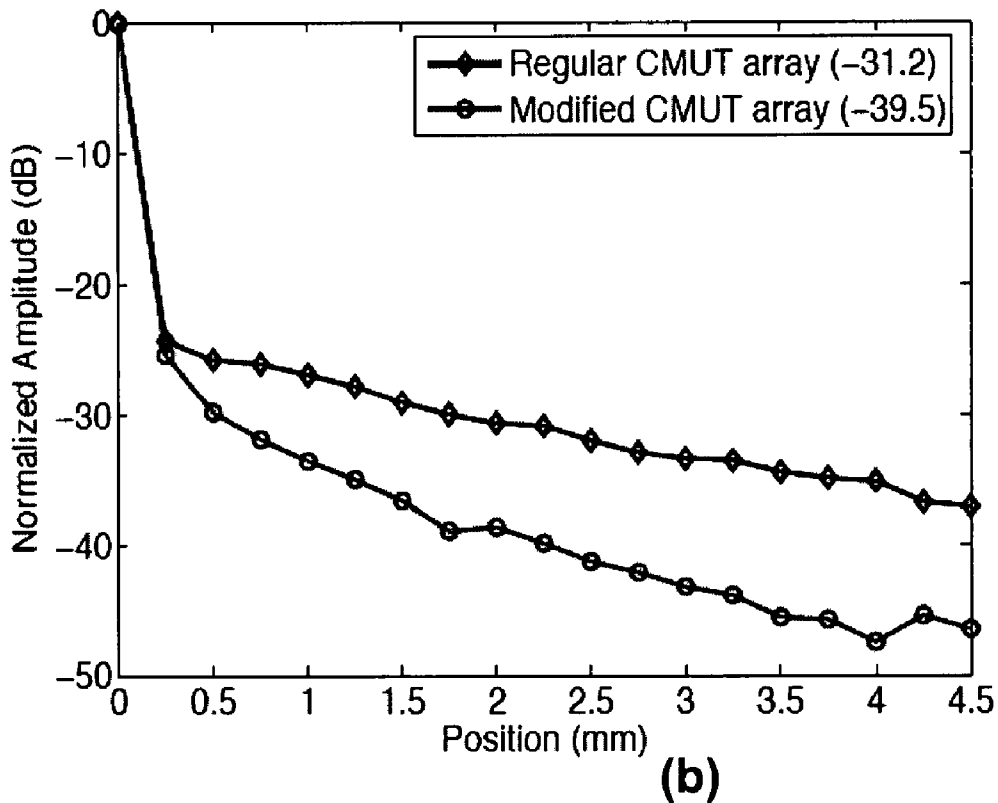 0
Regular CMUT array (−31.2)
Modified CMUT array (−39.5)
−10
−20
−30
−40
−50
Normalized Amplitude (dB)
0 0.5 1 1.5 2 2.5 3 3.5 4 4.5
Position (mm)
(b)